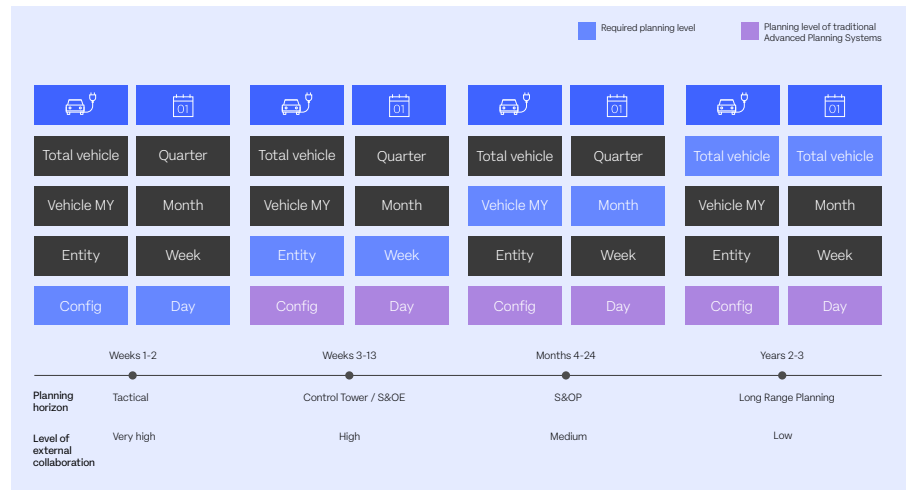 Required planning level
Planning level of traditional
Advanced Planning Systems
01 01 01 01
Total vehicle Quarter Total vehicle Quarter Total vehicle Quarter Total vehicle Total vehicle
Vehicle MY Month Vehicle MY Month Vehicle MY Month Vehicle MY Month
Entity Week Entity Week Entity Week Entity Week
Config Day Config Day Config Day Config Day
Weeks 1-2 Weeks 3-13 Months 4-24 Years 2-3
Planning
horizon
Tactical Control Tower / S&OE S&OP Long Range Planning
Level of
external
collaboration
Very high High Medium Low